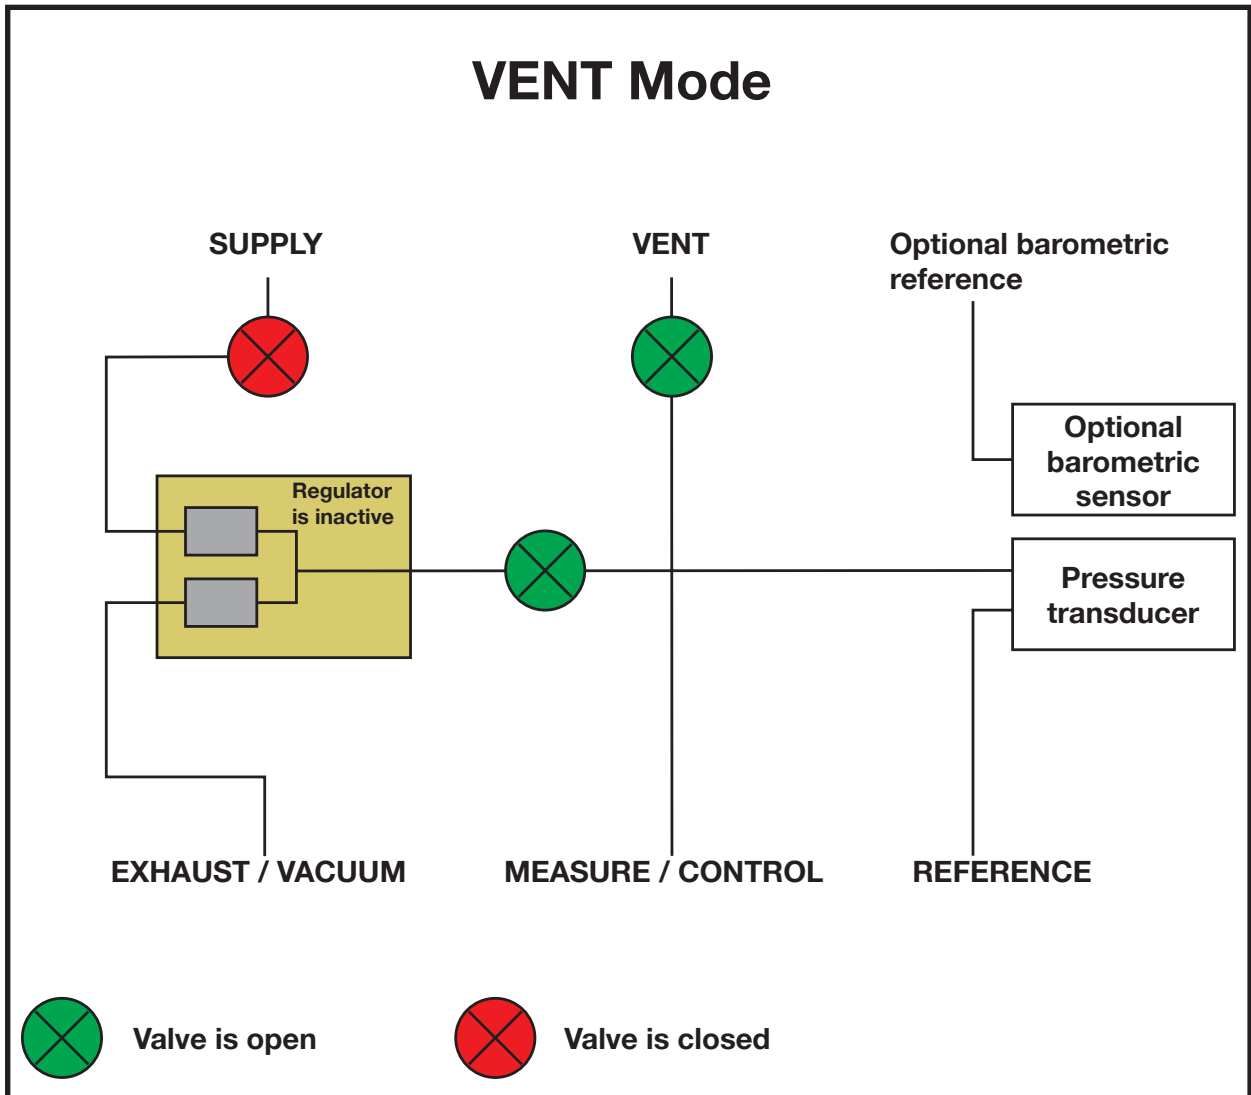 VENT Mode
SUPPLY
VENT
Optional barometric
reference
Optional
barometric
sensor
Regulator
is inactive
Pressure
transducer
EXHAUST / VACUUM
MEASURE / CONTROL
REFERENCE
Valve is open
Valve is closed